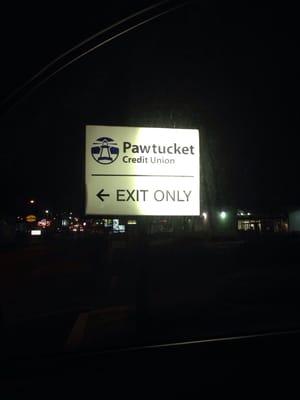 Pawtucket
Credit Union
← EXIT ONLY